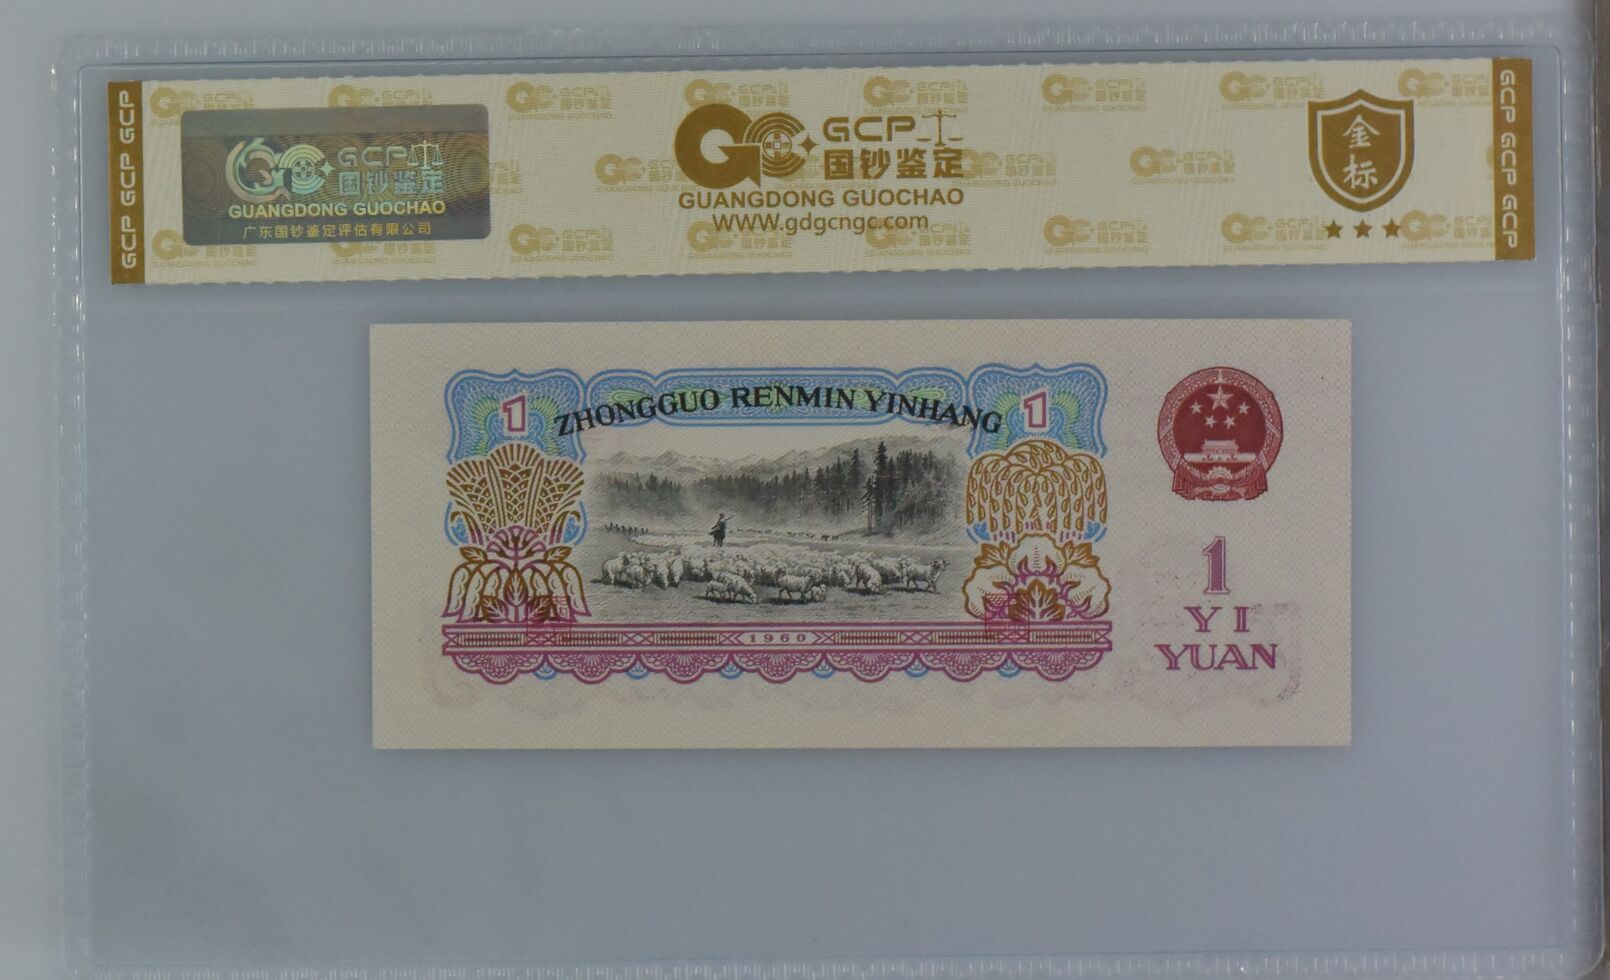 GCP GCP GCP
GCP
国钞鉴定
GUANGDONG GUOCHAO
广东国钞鉴定评估有限公司
GCP
国钞鉴定
GUANGDONG GUOCHAO
WWW.gdgcngc.com
金标
GCP GCP GCP
1
ZHONGGUO RENMIN YINHANG
1
1960
1
YI
YUAN